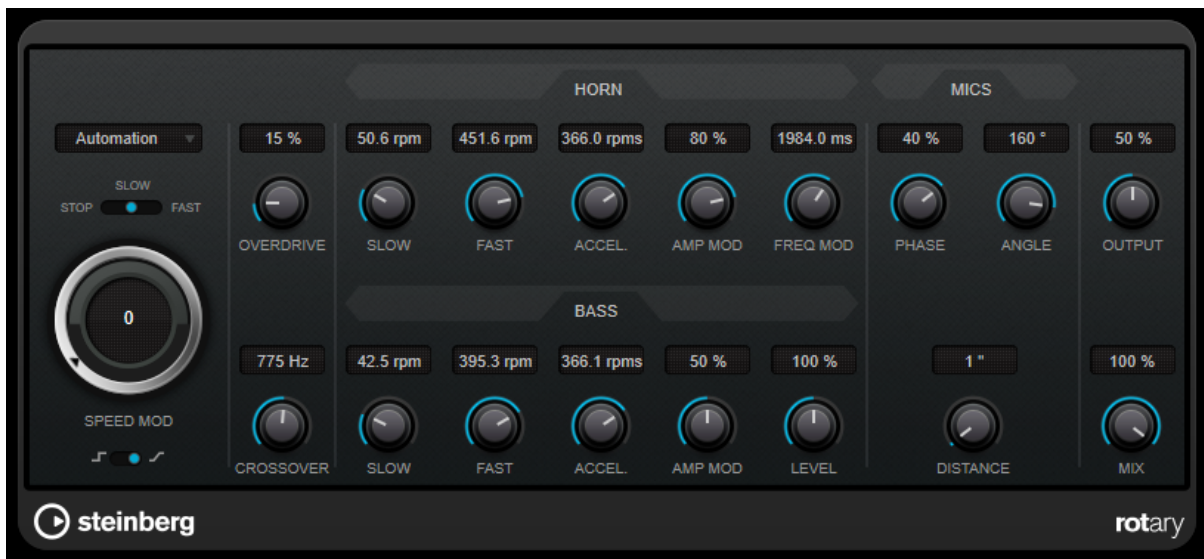 HORN
MICS
Automation
15 %
50.6 rpm
451.6 rpm
366.0 rpms
80 %
1984.0 ms
40 %
160 °
50 %
SLOW
STOP
FAST
OVERDRIVE
SLOW
FAST
ACCEL.
AMP MOD
FREQ MOD
PHASE
ANGLE
OUTPUT
BASS
0
775 Hz
42.5 rpm
395.3 rpm
366.1 rpms
50 %
100 %
1 "
100 %
SPEED MOD
CROSSOVER
SLOW
FAST
ACCEL.
AMP MOD
LEVEL
DISTANCE
MIX
steinberg
rotary